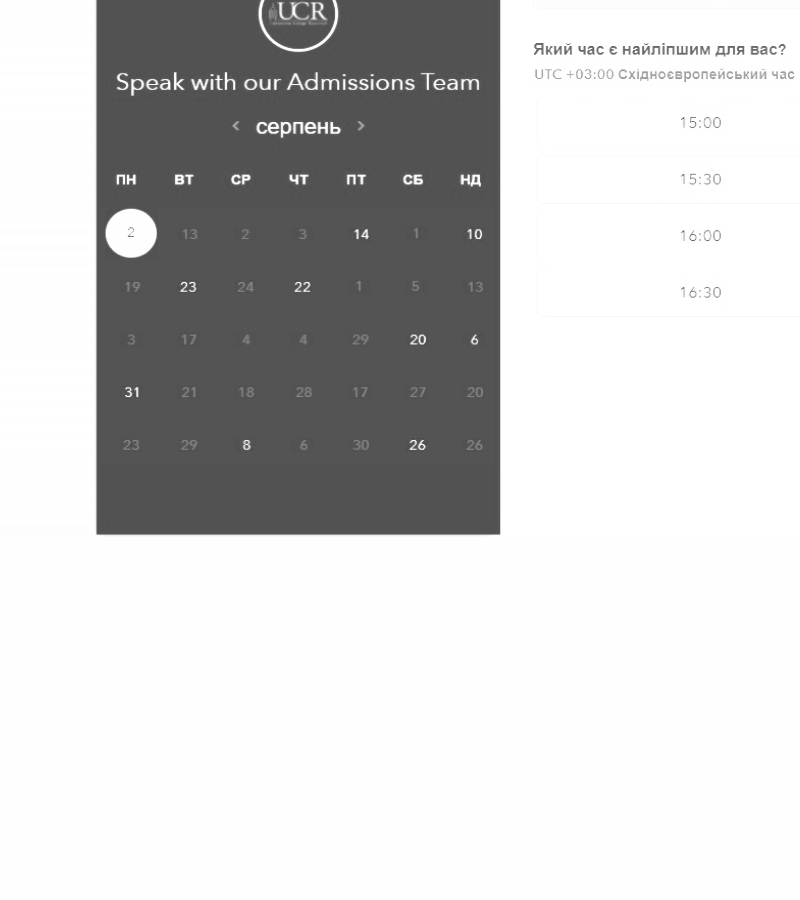 UCR
Speak with our Admissions Team
серпень
ПН ВТ СР ЧТ ПТ СБ НД
2 13 2 3 14 1 10
19 23 24 22 1 5 13
3 17 4 4 29 20 6
31 21 18 28 17 27 20
23 29 8 6 30 26 26
Який час є найліпшим для вас?
UTC +03:00 Східноєвропейський час
15:00
15:30
16:00
16:30